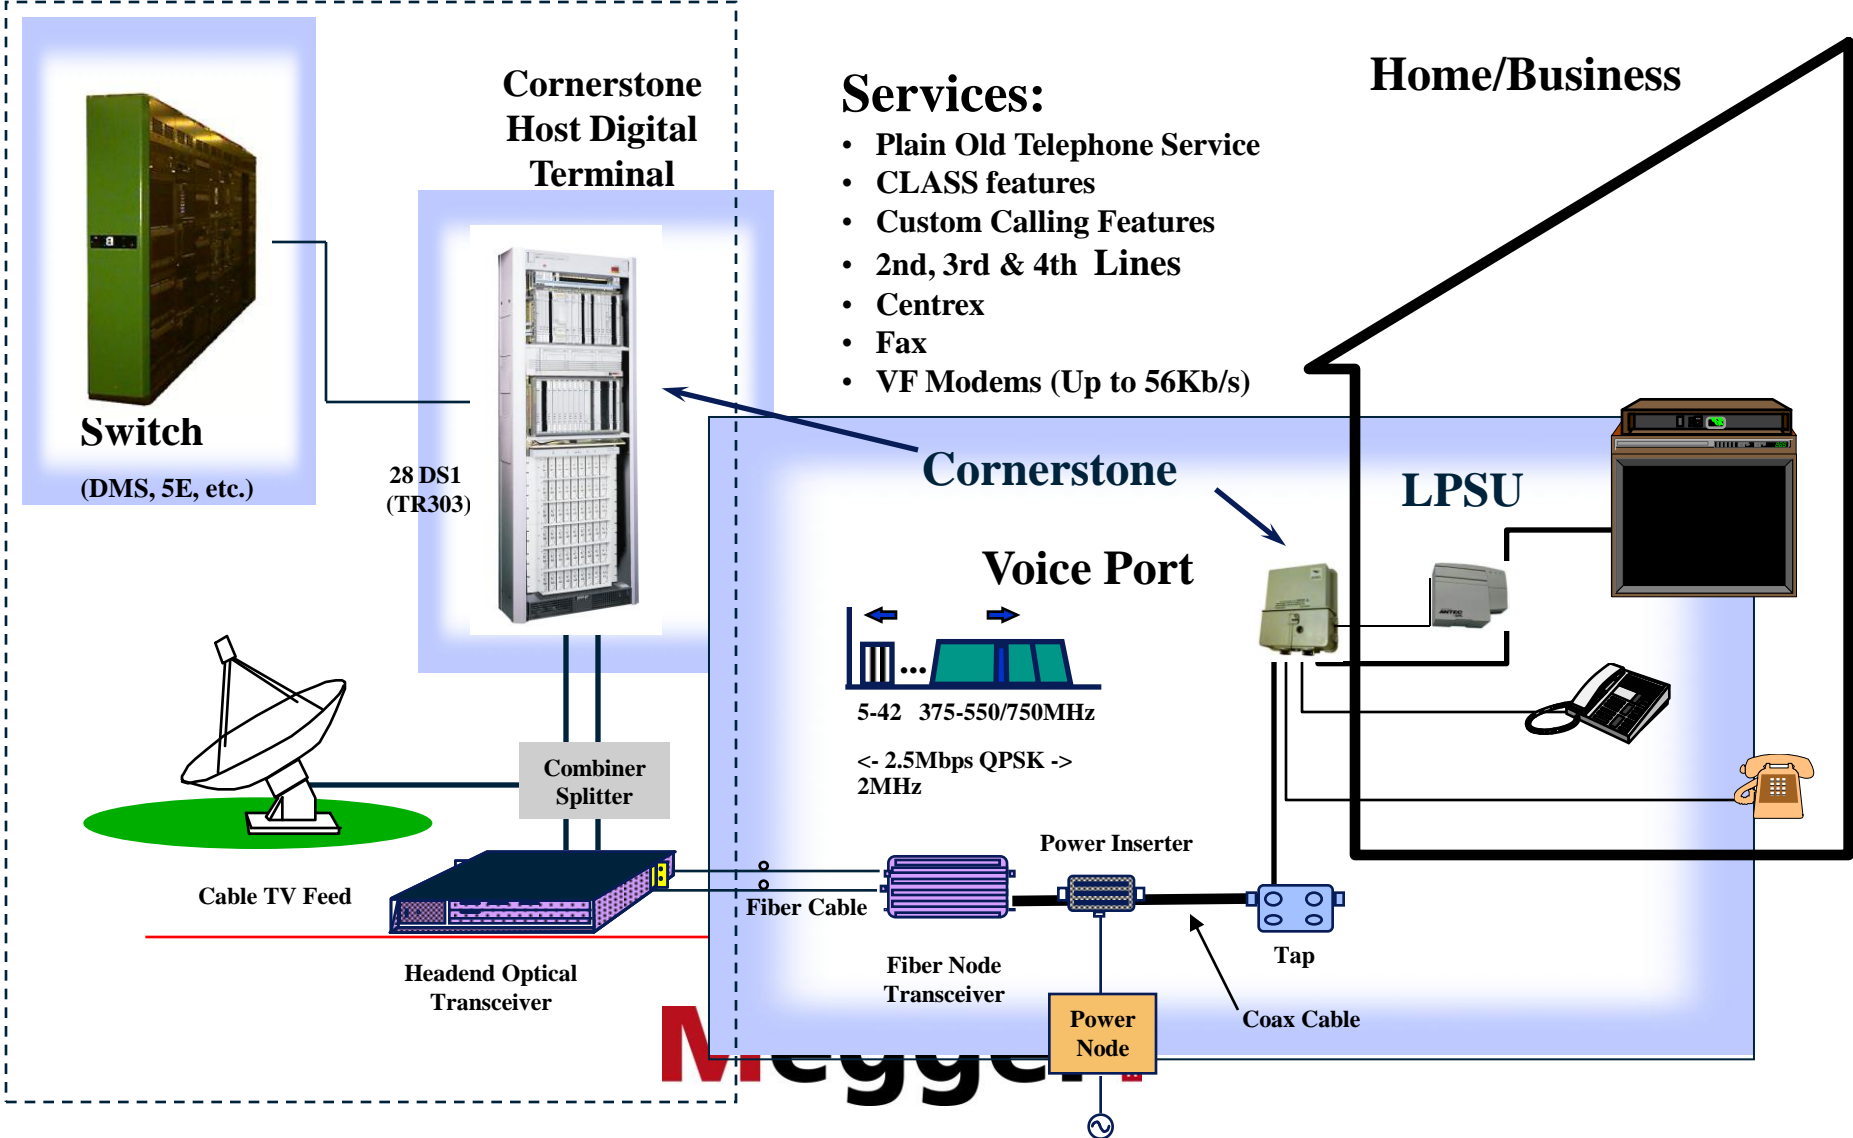 Cornerstone
Host Digital
Terminal
Services:
• Plain Old Telephone Service
• CLASS features
• Custom Calling Features
• 2nd, 3rd & 4th Lines
• Centrex
• Fax
• VF Modems (Up to 56Kb/s)
Home/Business
Switch
(DMS, 5E, etc.)
28 DS1
(TR303)
Cornerstone
LPSU
Voice Port
ANTEC
5-42 375-550/750MHz
<- 2.5Mbps QPSK ->
2MHz
Combiner
Splitter
Cable TV Feed
Headend Optical
Transceiver
Fiber Cable
Power Inserter
Fiber Node
Transceiver
Tap
Coax Cable
Power
Node
Megger.